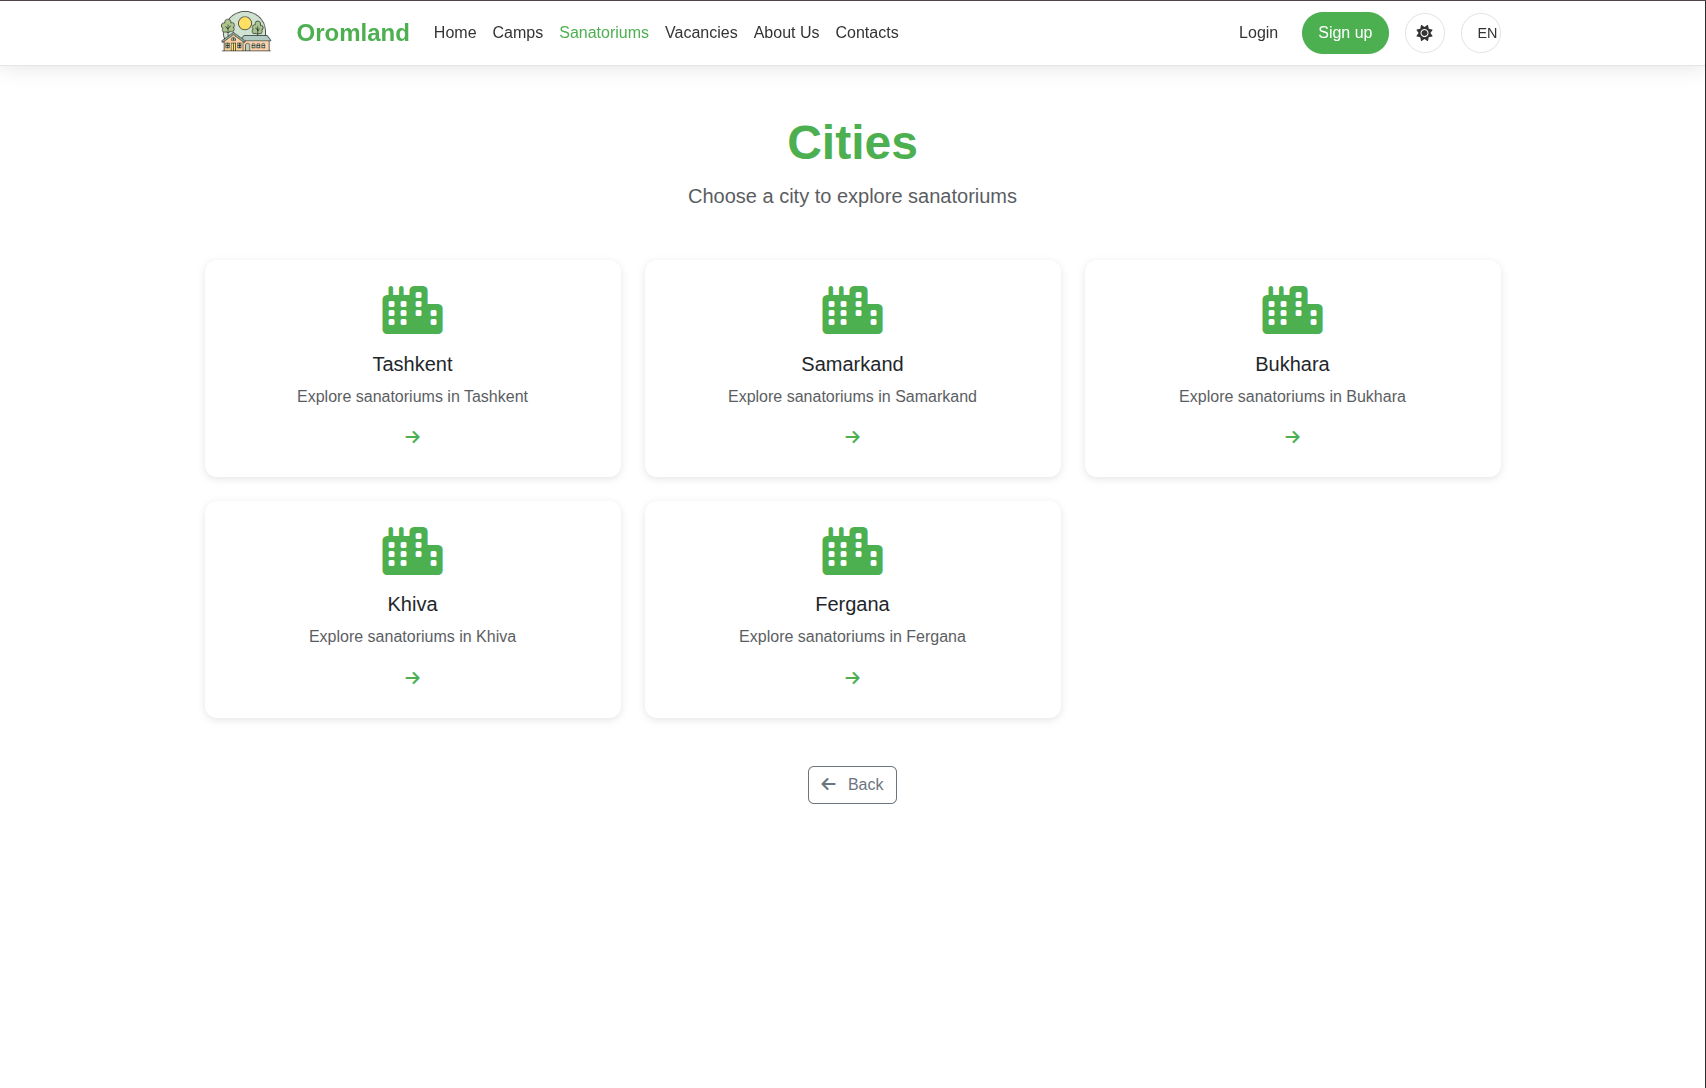 Oromland Home Camps Sanatoriums Vacancies About Us Contacts Login Sign up EN
Cities
Choose a city to explore sanatoriums
Tashkent
Explore sanatoriums in Tashkent
Samarkand
Explore sanatoriums in Samarkand
Bukhara
Explore sanatoriums in Bukhara
Khiva
Explore sanatoriums in Khiva
Fergana
Explore sanatoriums in Fergana
Back